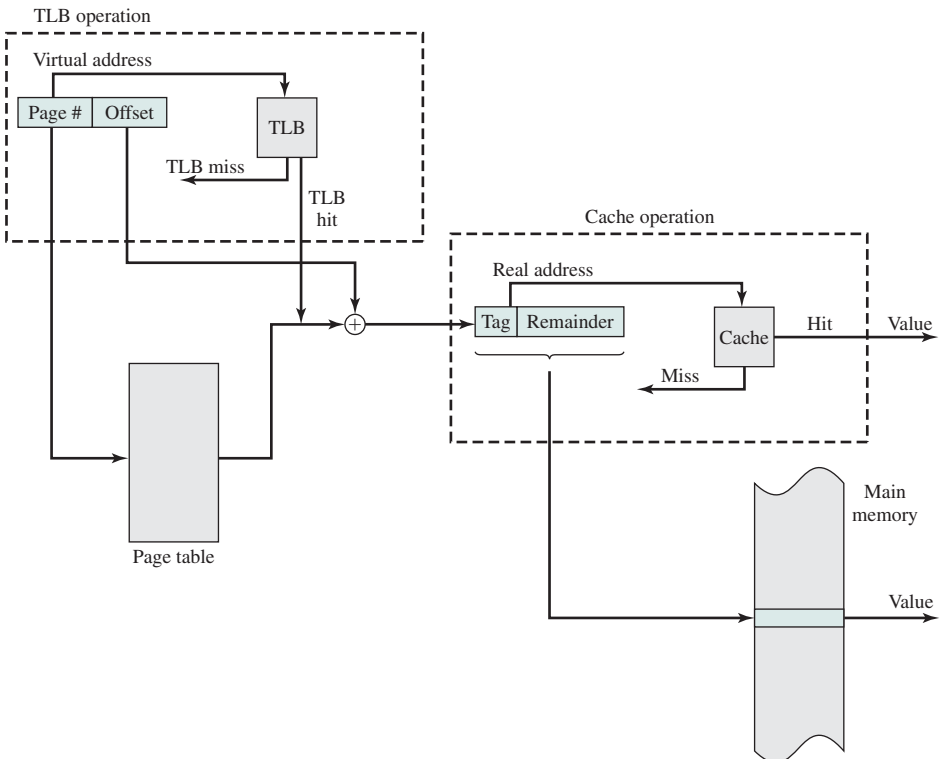 TLB operation
Virtual address
Page #
Offset
TLB
TLB miss
TLB
hit
Cache operation
Real address
Tag
Remainder
Cache
Hit
Value
Miss
Page table
Main
memory
Value
+